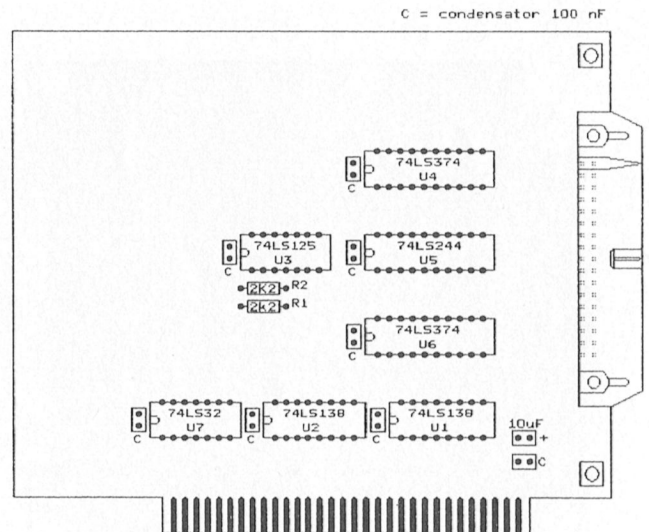 C = condensator 100 nF
74LS374
U4
C
74LS125
U3
C
74LS244
U5
C
2K2 R2
2k2 R1
74LS374
U6
C
74LS32
U7
C
74LS138
U2
C
74LS138
U1
C
10uF
+
C